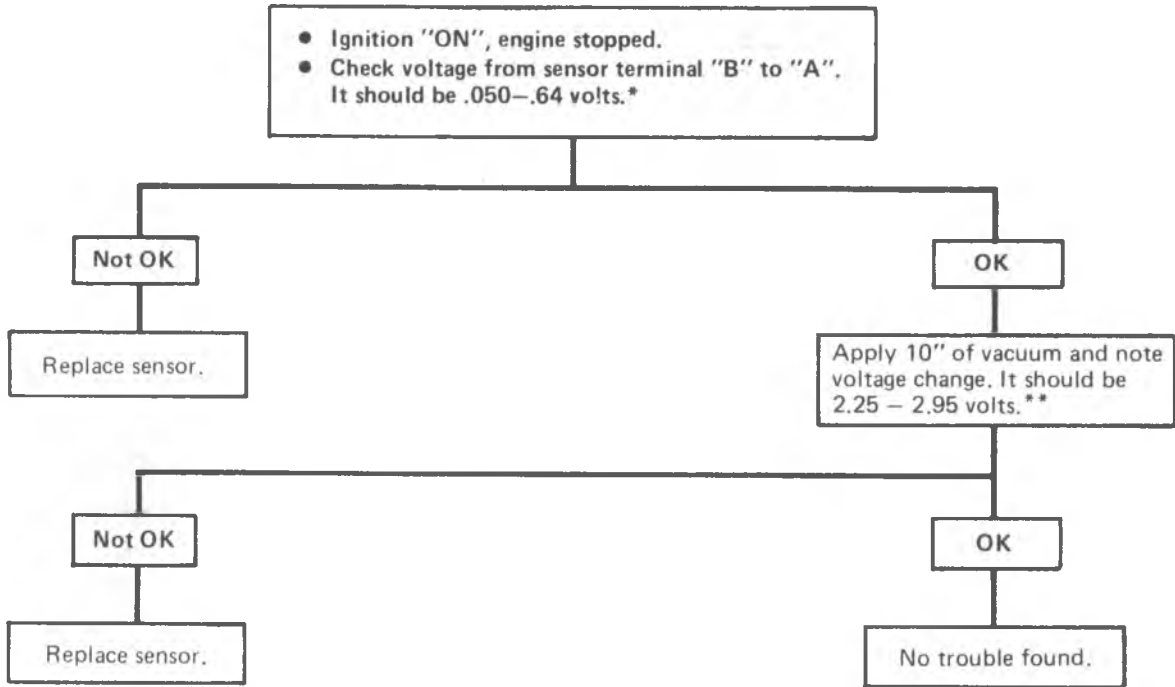 ● Ignition "ON", engine stopped.
● Check voltage from sensor terminal "B" to "A".
It should be .050–.64 volts.*
Not OK
OK
Replace sensor.
Apply 10" of vacuum and note
voltage change. It should be
2.25 – 2.95 volts.**
Not OK
OK
Replace sensor.
No trouble found.